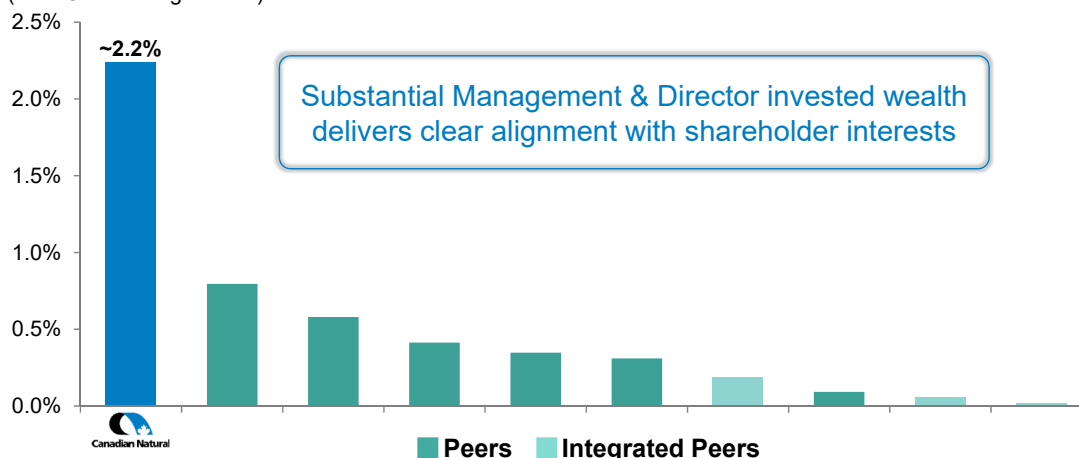 2.5%
~2.2%
Substantial Management & Director invested wealth
delivers clear alignment with shareholder interests
2.0%
1.5%
1.0%
0.5%
0.0%
Canadian Natural
Peers
Integrated Peers